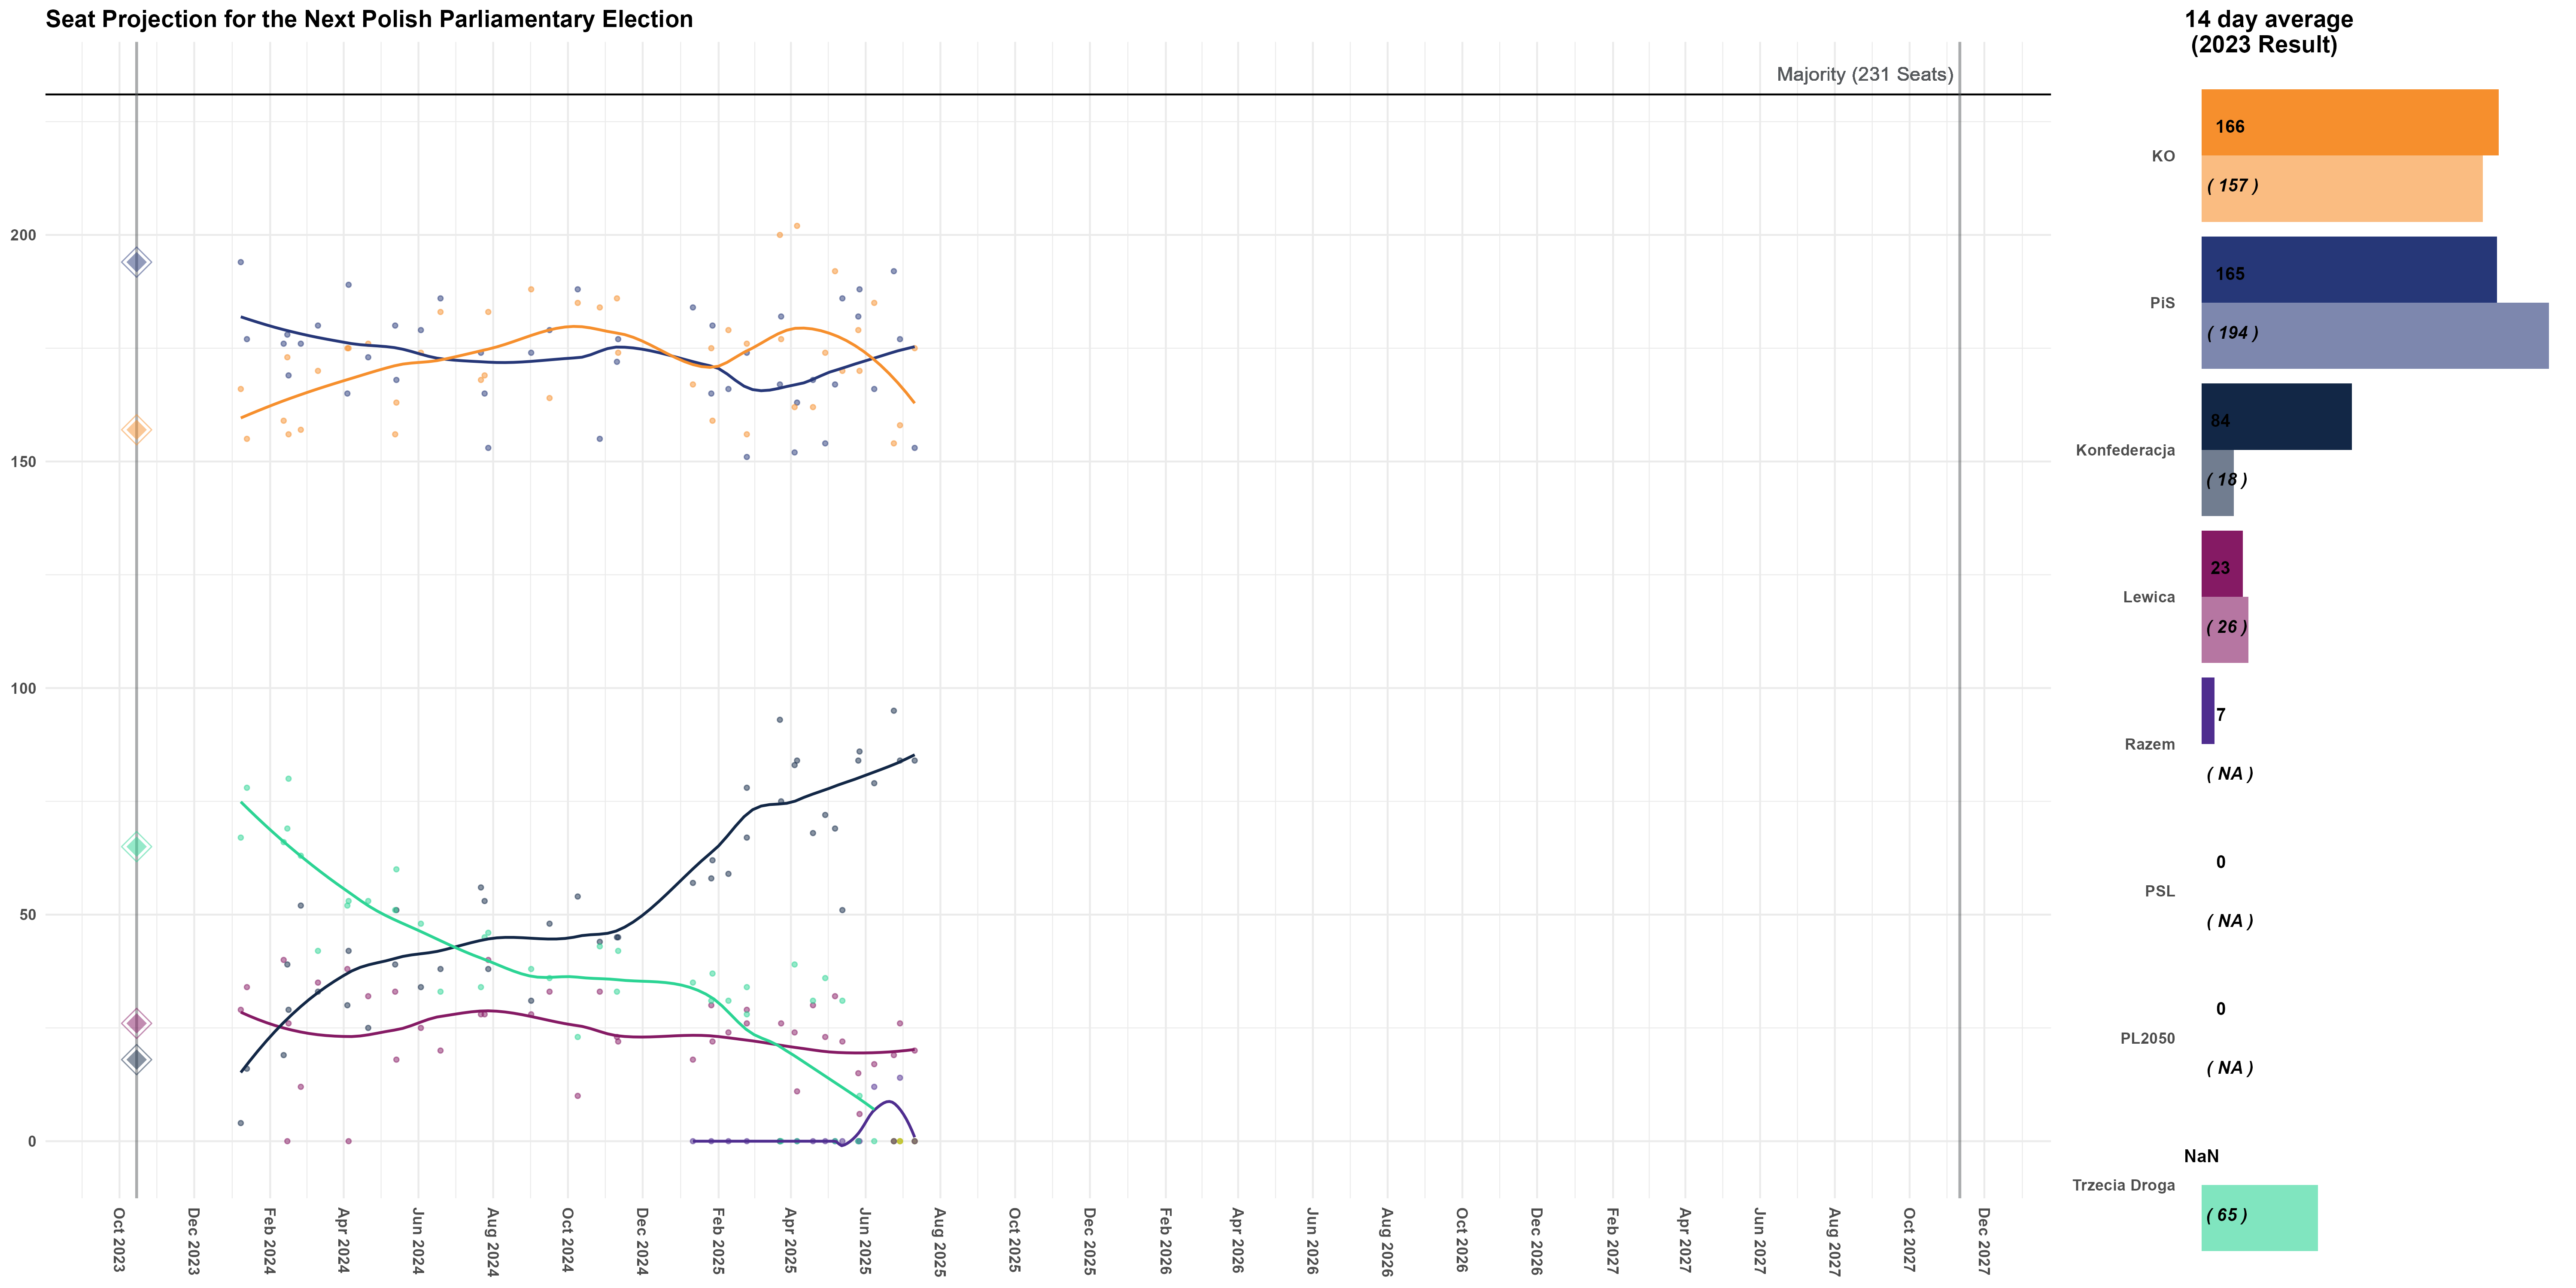 Seat Projection for the Next Polish Parliamentary Election
14 day average
(2023 Result)
Majority (231 Seats)
200
150
100
50
0
Oct 2023
Dec 2023
Feb 2024
Apr 2024
Jun 2024
Aug 2024
Oct 2024
Dec 2024
Feb 2025
Apr 2025
Jun 2025
Aug 2025
Oct 2025
Dec 2025
Feb 2026
Apr 2026
Jun 2026
Aug 2026
Oct 2026
Dec 2026
Feb 2027
Apr 2027
Jun 2027
Aug 2027
Oct 2027
Dec 2027
166
KO
( 157 )
165
PiS
( 194 )
84
Konfederacja
( 18 )
23
Lewica
( 26 )
7
Razem
( NA )
0
PSL
( NA )
0
PL2050
( NA )
NaN
Trzecia Droga
( 65 )